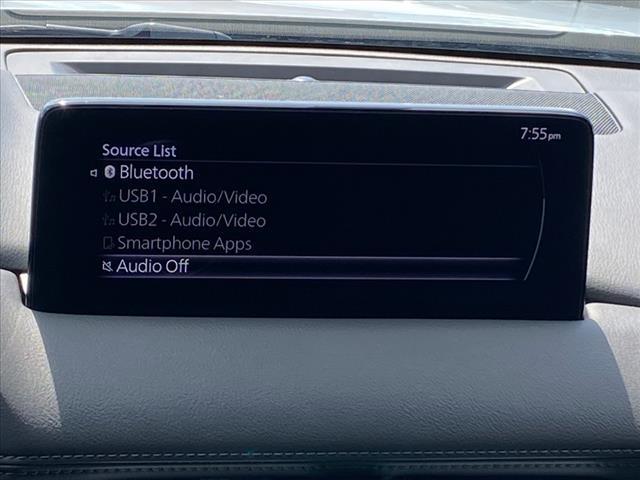 7:55pm
Source List
Bluetooth
USB1 - Audio/Video
USB2 - Audio/Video
Smartphone Apps
Audio Off